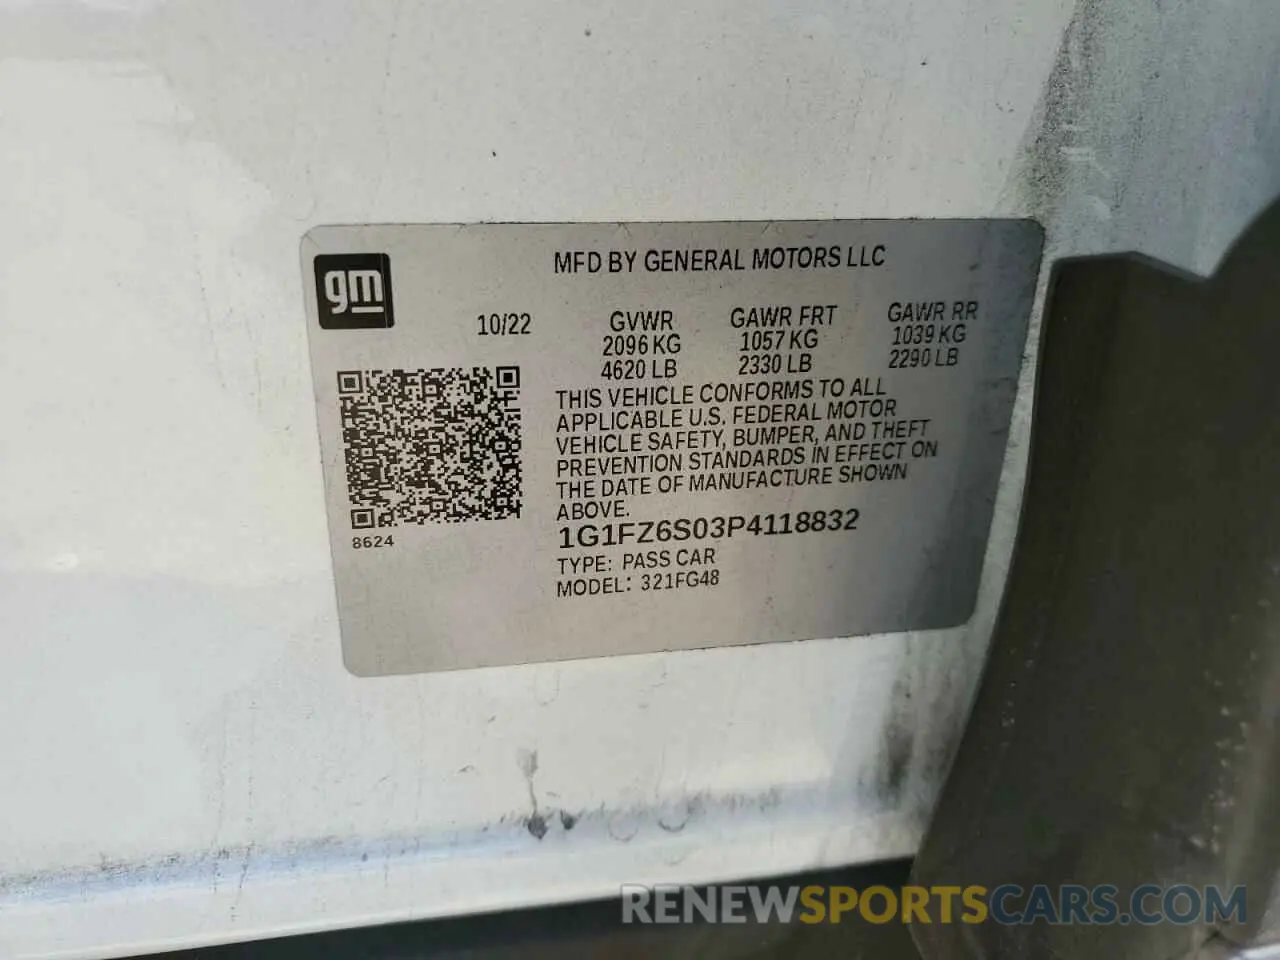 gm
MFD BY GENERAL MOTORS LLC
10/22
GVWR GAWR FRT GAWR RR
2096 KG 1057 KG 1039 KG
4620 LB 2330 LB 2290 LB
THIS VEHICLE CONFORMS TO ALL
APPLICABLE U.S. FEDERAL MOTOR
VEHICLE SAFETY, BUMPER, AND THEFT
PREVENTION STANDARDS IN EFFECT ON
THE DATE OF MANUFACTURE SHOWN
ABOVE.
8624
1G1FZ6S03P4118832
TYPE: PASS CAR
MODEL: 321FG48
RENEWSPORTSCARS.COM